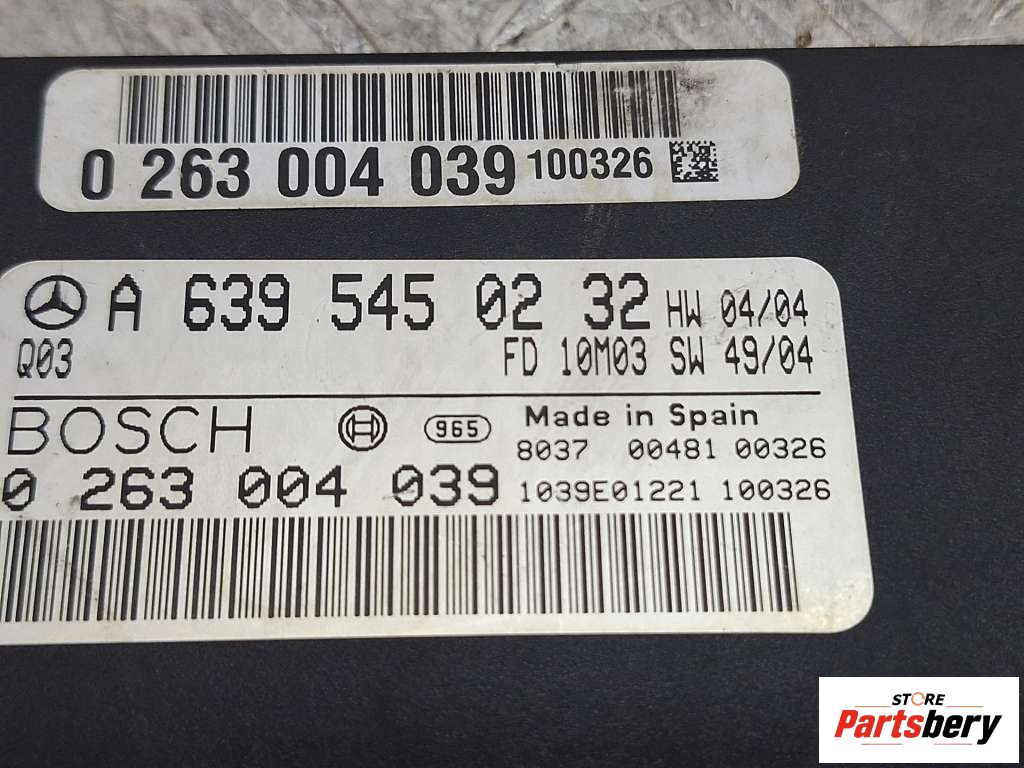 0 263 004 039 100326
A 639 545 02 32 HW 04/04
Q03 FD 10M03 SW 49/04
BOSCH 965 Made in Spain
8037 00481 00326
0 263 004 039 1039E01221 100326
STORE
Partsbery